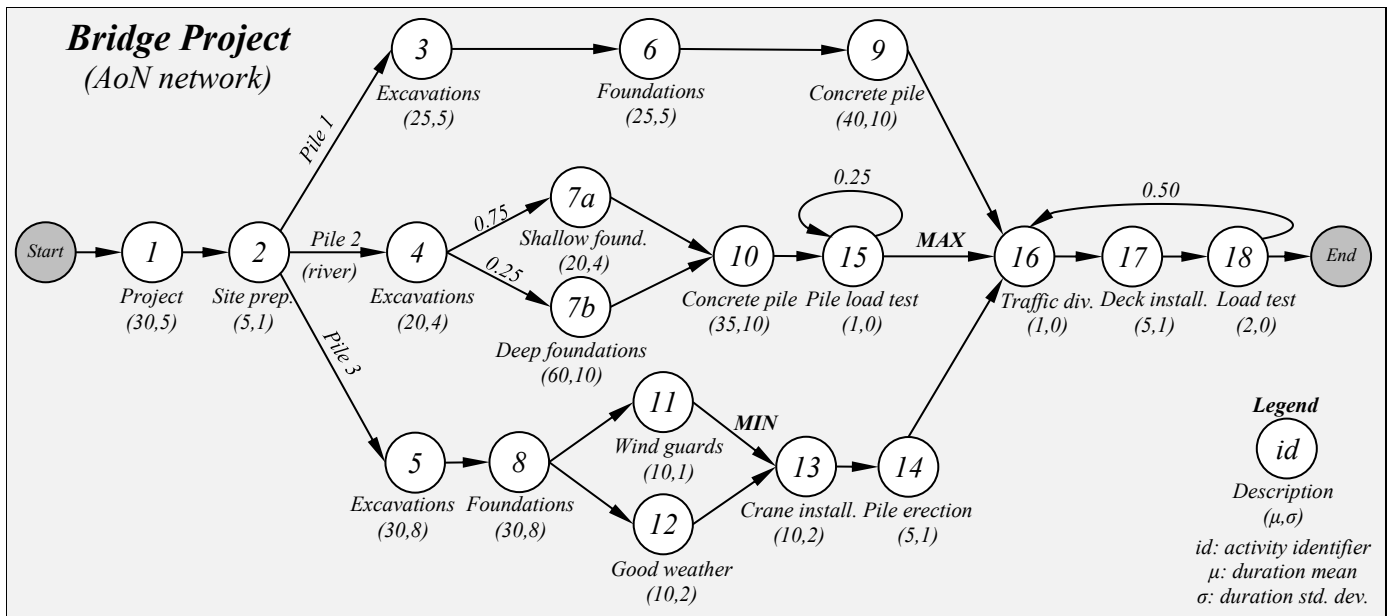 Bridge Project
(AoN network)
3
Excavations
(25,5)
6
Foundations
(25,5)
9
Concrete pile
(40,10)
Pile 1
Start
1
Project
(30,5)
2
Site prep.
(5,1)
Pile 2
(river)
4
Excavations
(20,4)
0.75
7a
Shallow found.
(20,4)
0.25
7b
Deep foundations
(60,10)
10
Concrete pile
(35,10)
0.25
15
Pile load test
(1,0)
MAX
0.50
16
Traffic div.
(1,0)
17
Deck install.
(5,1)
18
Load test
(2,0)
End
Pile 3
5
Excavations
(30,8)
8
Foundations
(30,8)
11
Wind guards
(10,1)
MIN
12
Good weather
(10,2)
13
Crane install.
(10,2)
14
Pile erection
(5,1)
Legend
id
Description
(μ,σ)
id: activity identifier
μ: duration mean
σ: duration std. dev.